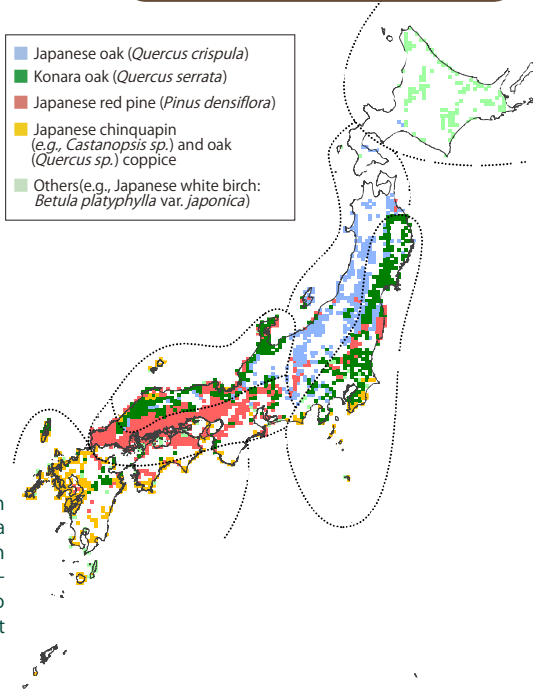 Japanese oak (Quercus crispula)
Konara oak (Quercus serrata)
Japanese red pine (Pinus densiflora)
Japanese chinquapin
(e.g., Castanopsis sp.) and oak
(Quercus sp.) coppice
Others(e.g., Japanese white birch:
Betula platyphylla var. japonica)
n
a
n
-
o
t